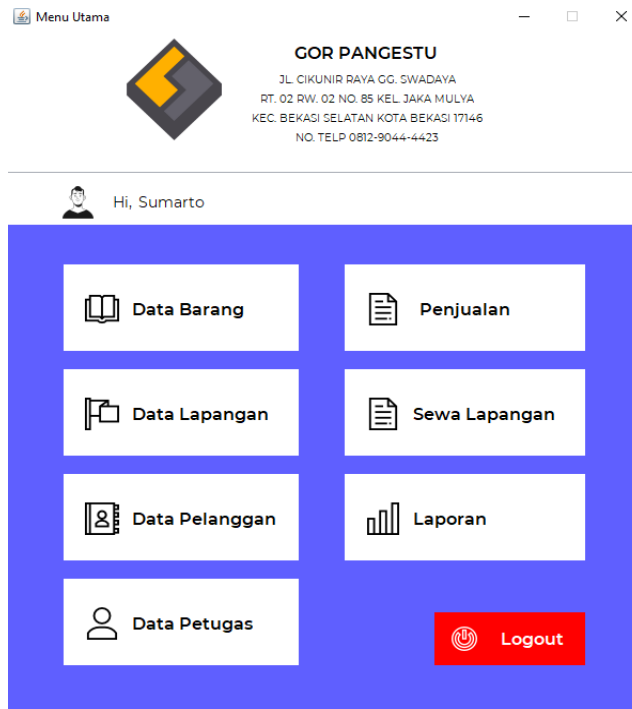 Menu Utama
GOR PANGESTU
JL. CIKUNIR RAYA GG. SWADAYA
RT. 02 RW. 02 NO. 85 KEL. JAKA MULYA
KEC. BEKASI SELATAN KOTA BEKASI 17146
NO. TELP 0812-9044-4423
Hi, Sumarto
Data Barang
Penjualan
Data Lapangan
Sewa Lapangan
Data Pelanggan
Laporan
Data Petugas
Logout